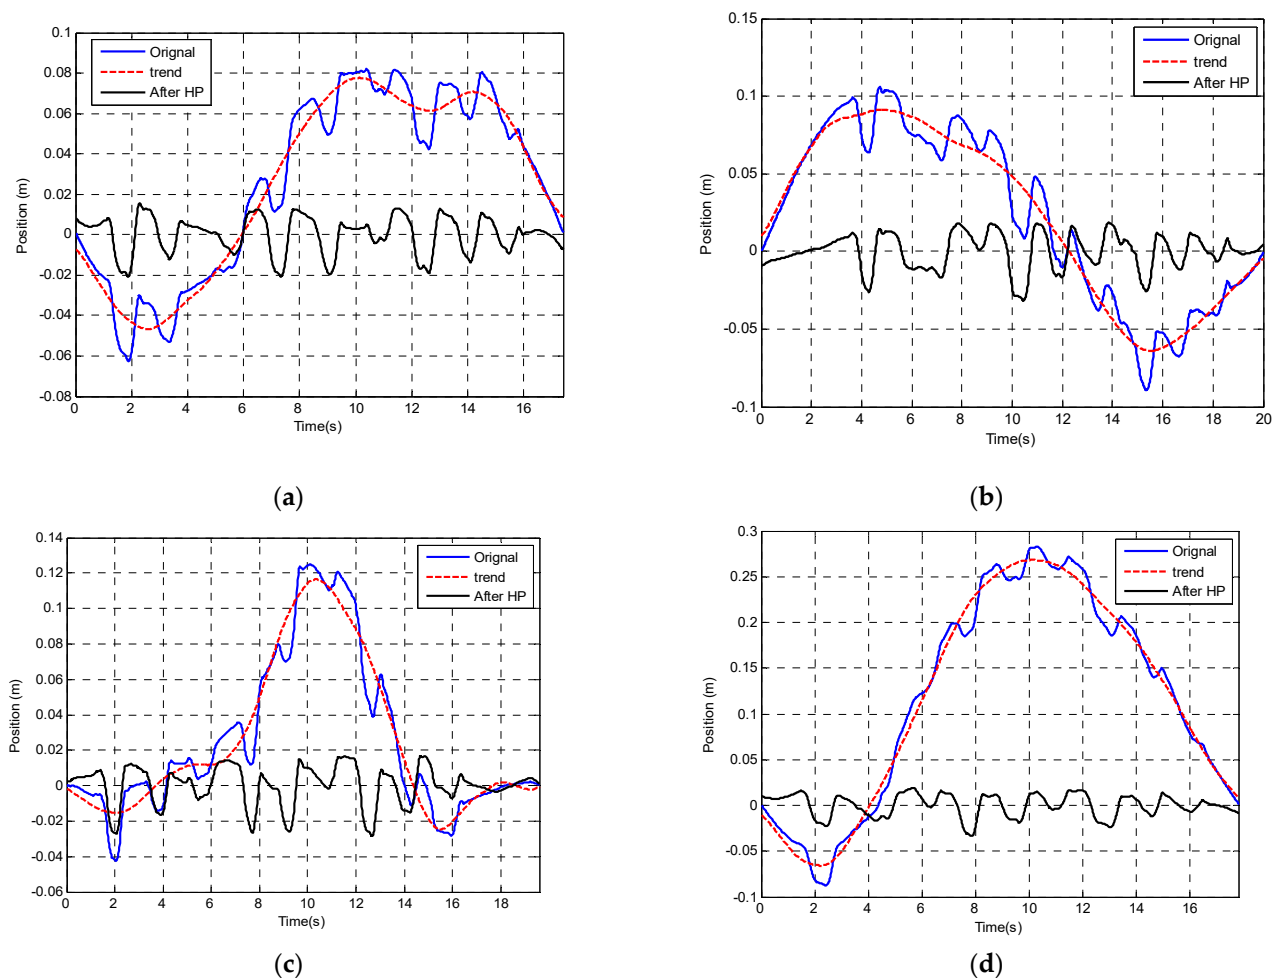 0.1
0.08
0.06
0.04
0.02
0
-0.02
-0.04
-0.06
-0.08
Position (m)
Orignal
trend
After HP
0 2 4 6 8 10 12 14 16
Time(s)
(a)
0.15
0.1
0.05
0
-0.05
-0.1
Position (m)
Orignal
trend
After HP
0 2 4 6 8 10 12 14 16 18 20
Time(s)
(b)
0.14
0.12
0.1
0.08
0.06
0.04
0.02
0
-0.02
-0.04
-0.06
Position (m)
Orignal
trend
After HP
0 2 4 6 8 10 12 14 16 18
Time(s)
(c)
0.3
0.25
0.2
0.15
0.1
0.05
0
-0.05
-0.1
Position (m)
Orignal
trend
After HP
0 2 4 6 8 10 12 14 16
Time(s)
(d)